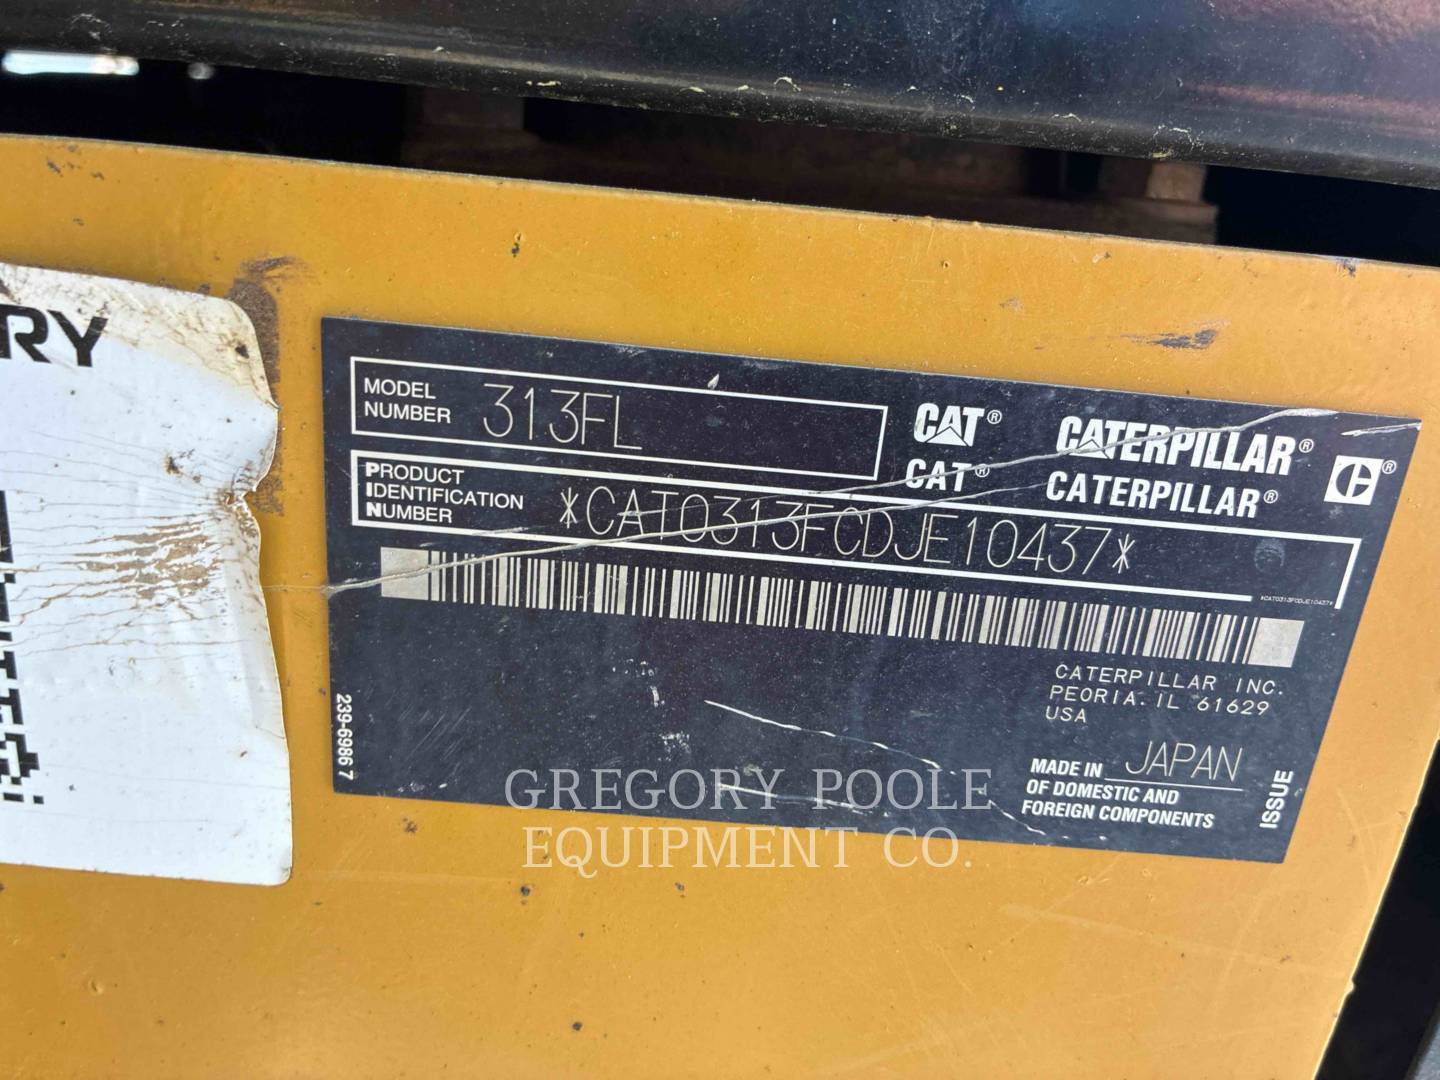 RY
MODEL NUMBER 313FL
CAT® CATERPILLAR®
CAT® CATERPILLAR®
C®
PRODUCT IDENTIFICATION NUMBER *CAT0313FCDJE10437*
*CAT0313FCDJE10437*
CATERPILLAR INC.
PEORIA.IL 61629
USA
MADE IN JAPAN
OF DOMESTIC AND
FOREIGN COMPONENTS
ISSUE
239-6986 7
GREGORY POOLE
EQUIPMENT CO.